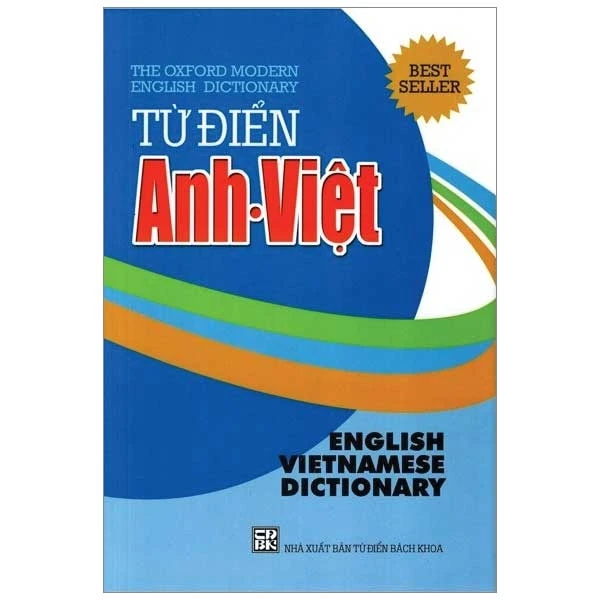 THE OXFORD MODERN
ENGLISH DICTIONARY
BEST
SELLER
TỪ ĐIỂN
Anh·Việt
ENGLISH
VIETNAMESE
DICTIONARY
NHÀ XUẤT BẢN TỪ ĐIỂN BÁCH KHOA